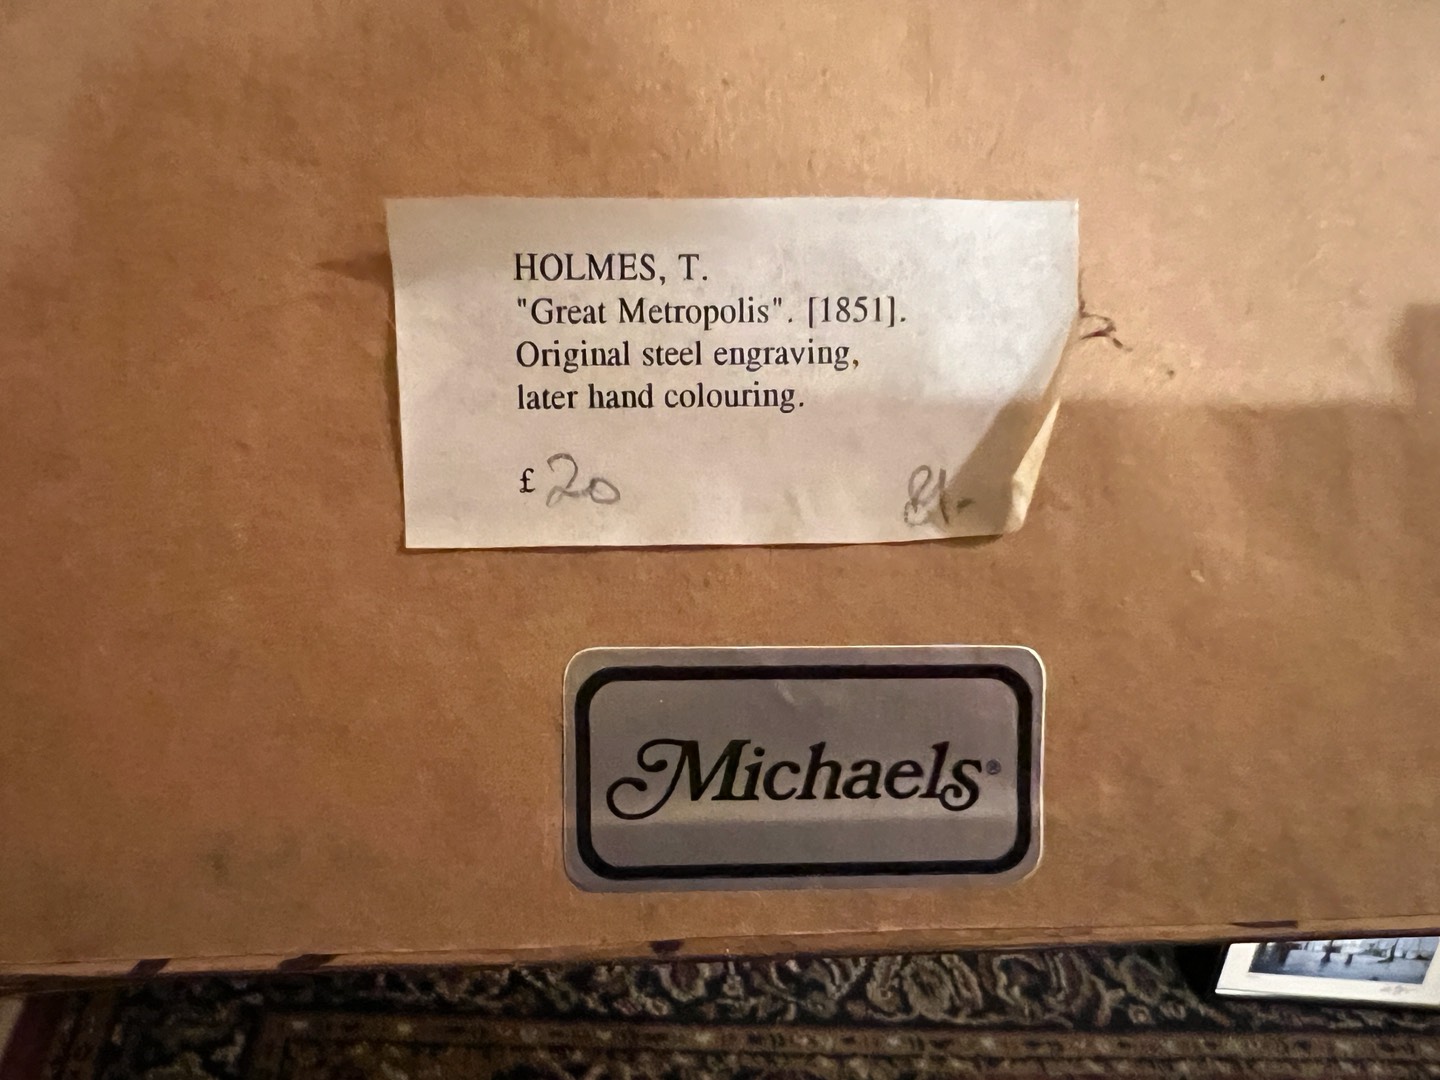 HOLMES, T.
"Great Metropolis". [1851].
Original steel engraving,
later hand colouring.
£ 20
Michaels®